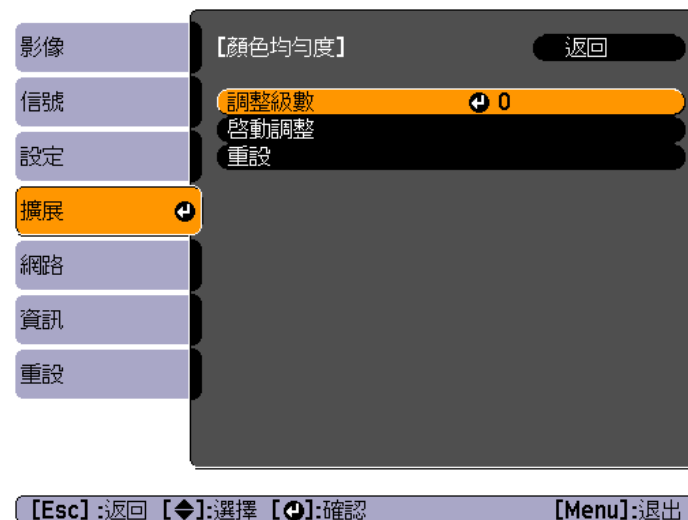 影像
信號
設定
擴展
網路
資訊
重設
[顏色均勻度]
返回
調整級數 0
啓動調整
重設
[Esc] :返回 [◆]:選擇 [⏎]:確認 [Menu]:退出